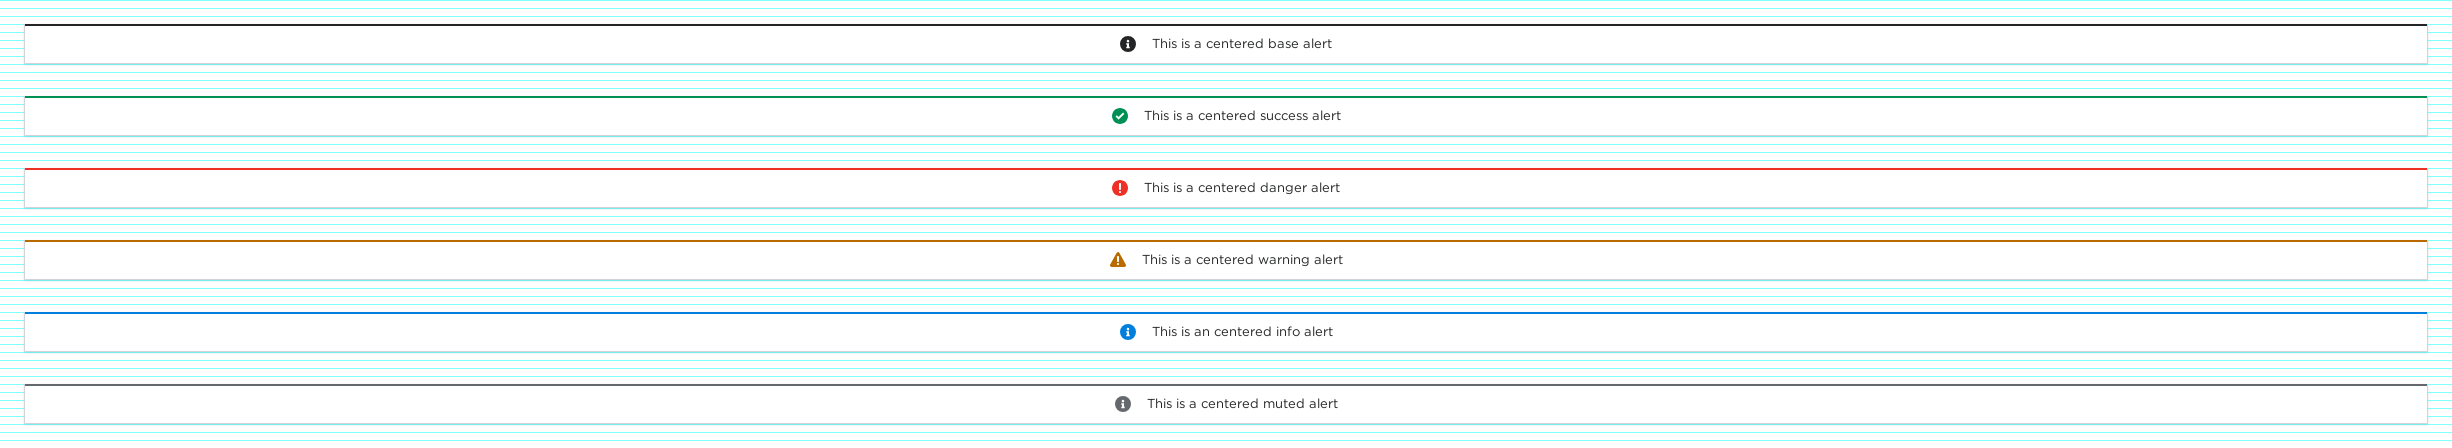 This is a centered base alert
This is a centered success alert
This is a centered danger alert
This is a centered warning alert
This is an centered info alert
This is a centered muted alert